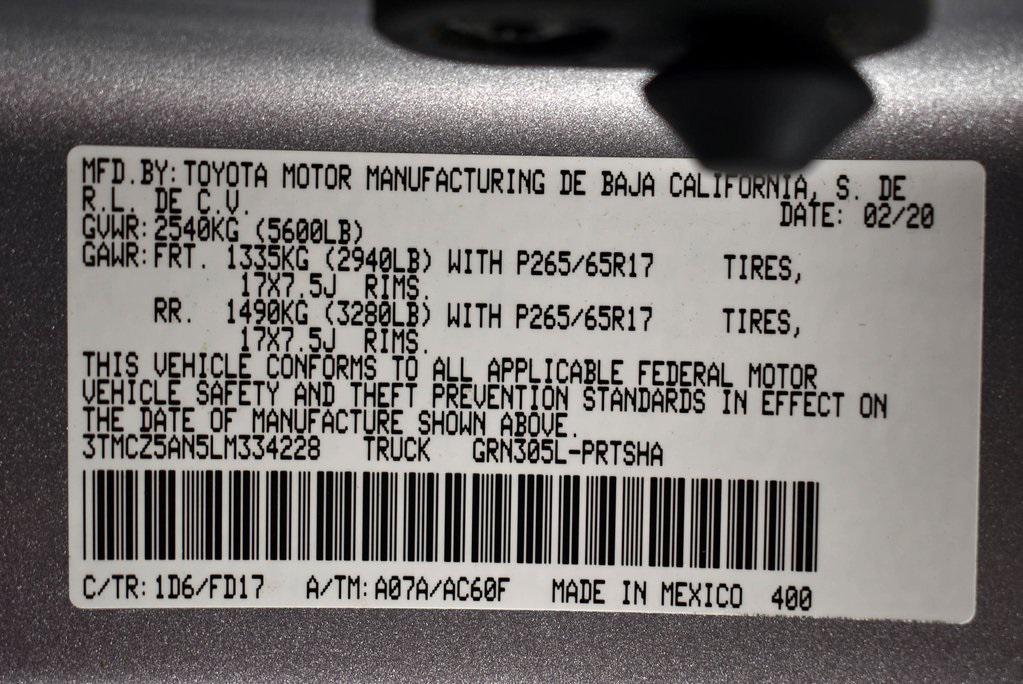 MFD.BY: TOYOTA MOTOR MANUFACTURING DE BAJA CALIFORNIA, S. DE
R.L. DE C.V. DATE: 02/20
GVWR: 2540KG (5600LB)
GAWR: FRT. 1335KG (2940LB) WITH P265/65R17 TIRES,
17X7.5J RIMS.
RR. 1490KG (3280LB) WITH P265/65R17 TIRES,
17X7.5J RIMS.
THIS VEHICLE CONFORMS TO ALL APPLICABLE FEDERAL MOTOR
VEHICLE SAFETY AND THEFT PREVENTION STANDARDS IN EFFECT ON
THE DATE OF MANUFACTURE SHOWN ABOVE.
3TMCZ5AN5LM334228 TRUCK GRN305L-PRTSHA
C/TR: 1D6/FD17 A/TM: A07A/AC60F MADE IN MEXICO 400